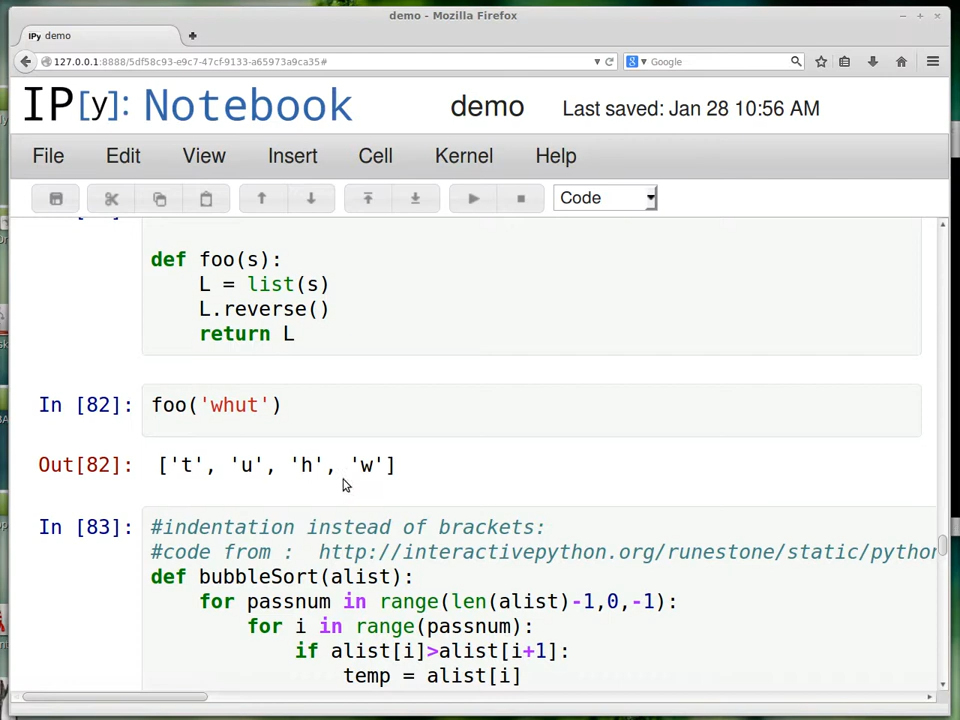 demo - Mozilla Firefox
IPy demo
127.0.0.1:8888/5df58c93-e9c7-47cf-9133-a65973a9ca35#
Google
IP[y]: Notebook demo Last saved: Jan 28 10:56 AM
File Edit View Insert Cell Kernel Help
Code
def foo(s):
    L = list(s)
    L.reverse()
    return L
In [82]: foo('whut')
Out[82]: ['t', 'u', 'h', 'w']
In [83]: #indentation instead of brackets:
#code from :  http://interactivepython.org/runestone/static/python
def bubbleSort(alist):
    for passnum in range(len(alist)-1,0,-1):
        for i in range(passnum):
            if alist[i]>alist[i+1]:
                temp = alist[i]